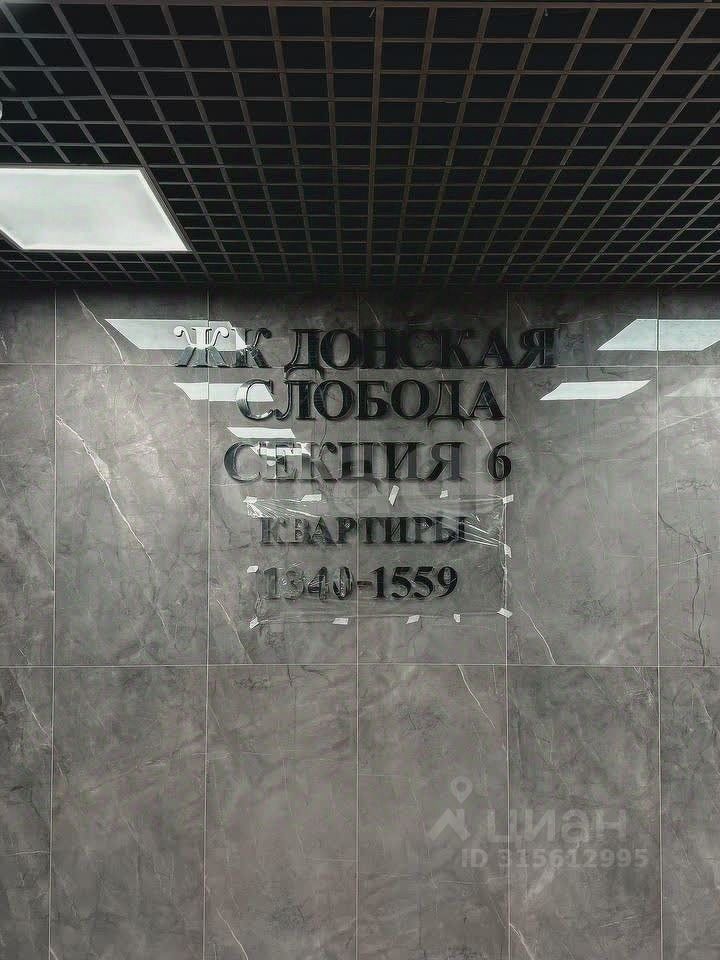 ЖК ДОНСКАЯ
СЛОБОДА
СЕКЦИЯ 6
КВАРТИРЫ
1340-1559
циан
ID 315612995